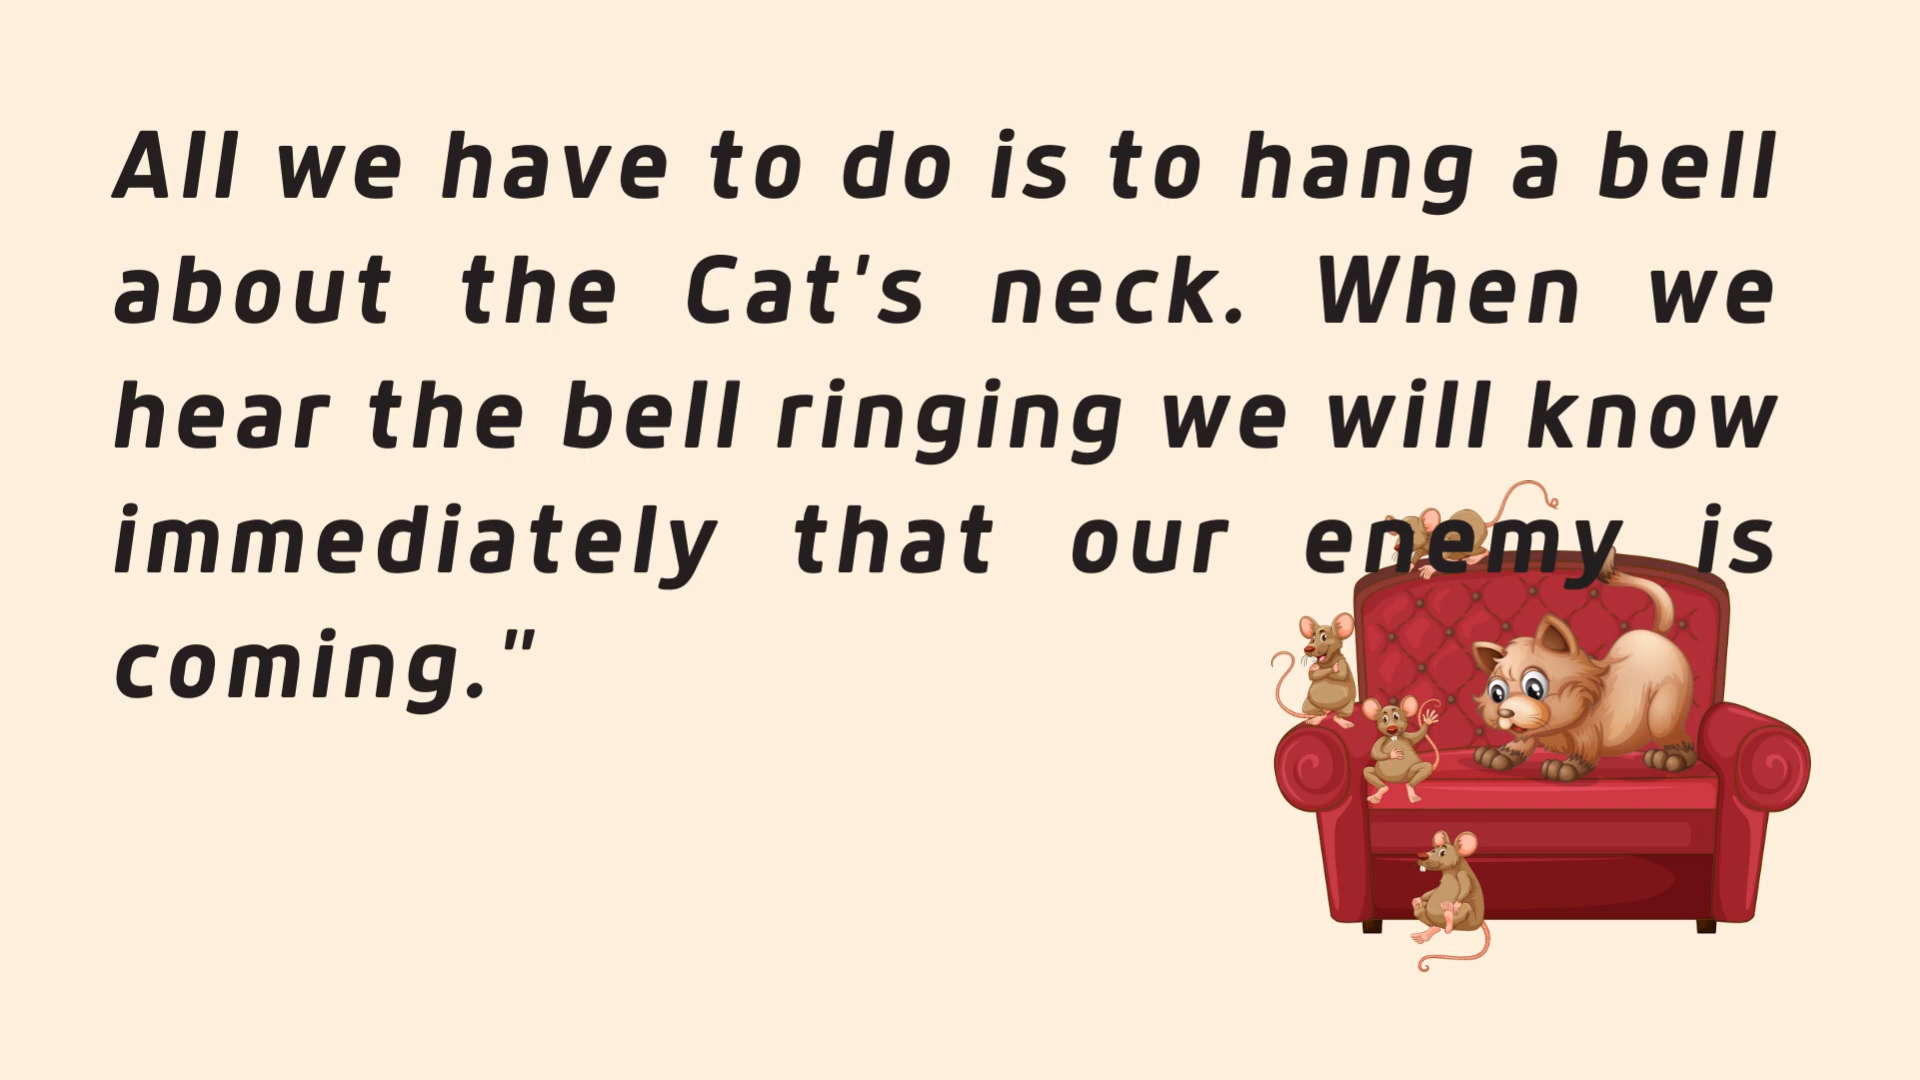 All we have to do is to hang a bell
about the Cat's neck. When we
hear the bell ringing we will know
immediately that our enemy is
coming."